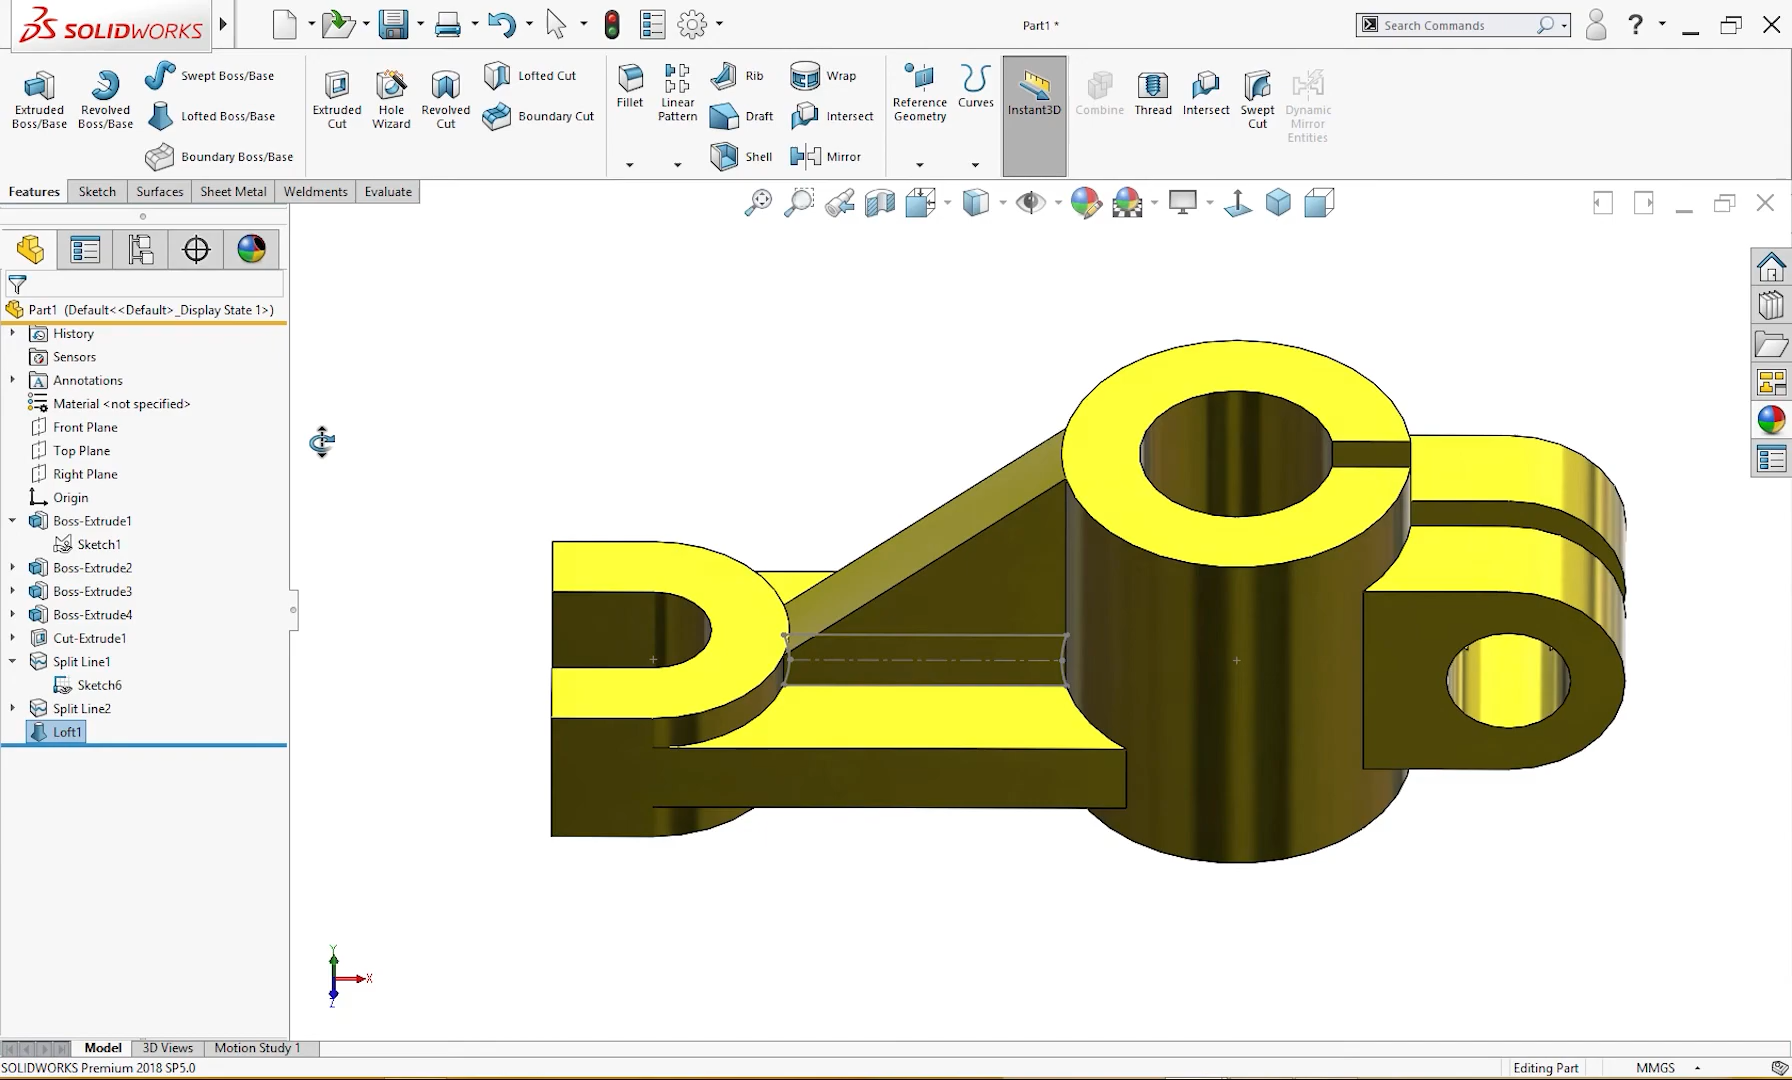 SOLIDWORKS
Part1 *
Search Commands
?
Extruded Boss/Base
Revolved Boss/Base
Swept Boss/Base
Lofted Boss/Base
Boundary Boss/Base
Extruded Cut
Hole Wizard
Revolved Cut
Lofted Cut
Boundary Cut
Fillet
Linear Pattern
Rib
Draft
Shell
Wrap
Intersect
Mirror
Reference Geometry
Curves
Instant3D
Combine
Thread
Intersect
Swept Cut
Dynamic Mirror Entities
Features
Sketch
Surfaces
Sheet Metal
Weldments
Evaluate
Part1 (Default<<Default>_Display State 1>)
History
Sensors
Annotations
Material <not specified>
Front Plane
Top Plane
Right Plane
Origin
Boss-Extrude1
Sketch1
Boss-Extrude2
Boss-Extrude3
Boss-Extrude4
Cut-Extrude1
Split Line1
Sketch6
Split Line2
Loft1
Y
X
Z
Model
3D Views
Motion Study 1
SOLIDWORKS Premium 2018 SP5.0
Editing Part
MMGS